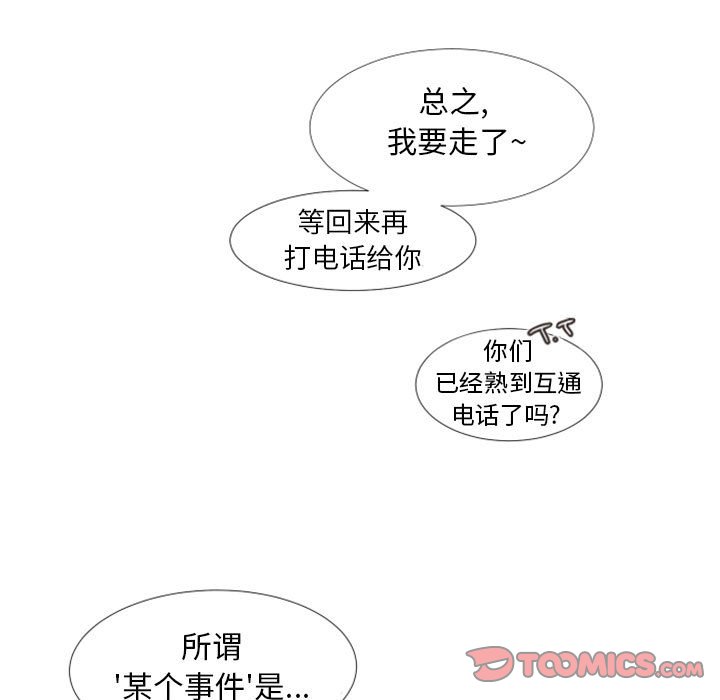 总之,
我要走了~
等回来再
打电话给你
T.T
你们
已经熟到互通
电话了吗?
所谓
'某个事件'是...
TOOMICS.COM